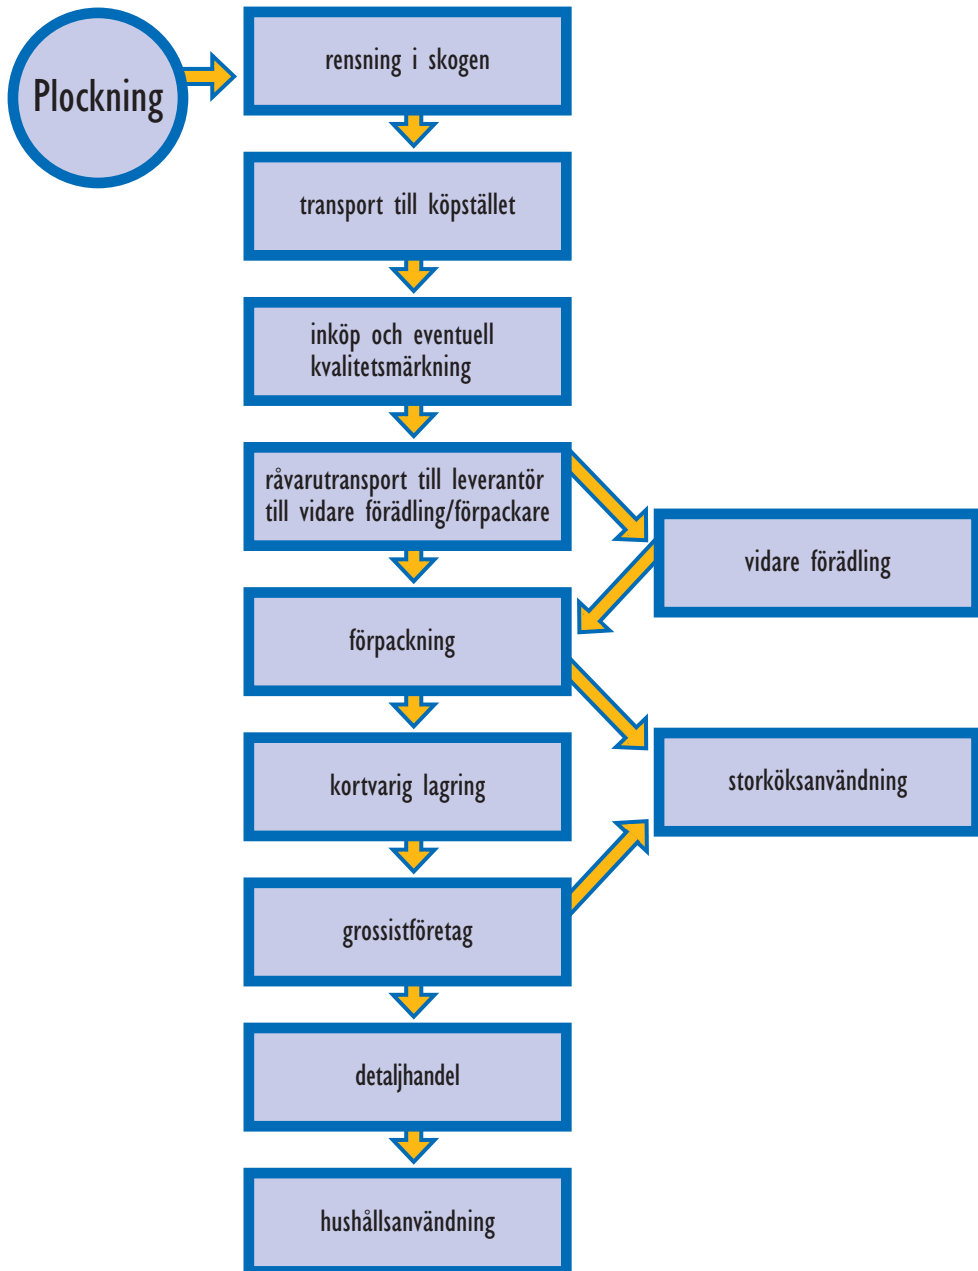 Plockning
rensning i skogen
transport till köpstället
inköp och eventuell
kvalitetsmärkning
råvarutransport till leverantör
till vidare förädling/förpackare
vidare förädling
förpackning
storköksanvändning
kortvarig lagring
grossistföretag
detaljhandel
hushållsanvändning